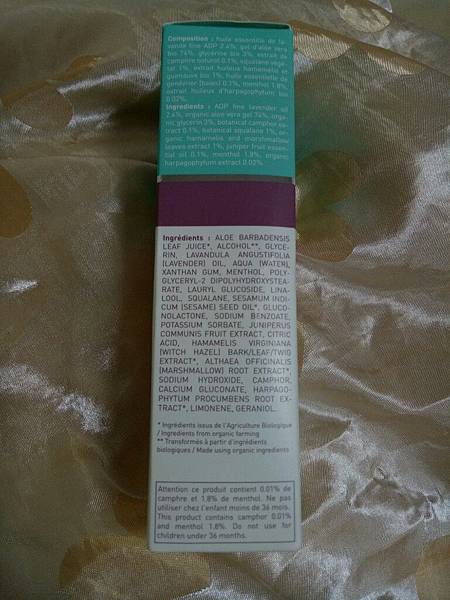 Composition : huile essentielle de la-
vande fine AOP 2.4%, gel d'aloe vera
bio 74%, glycérine bio 3%, extrait de
camphre naturel 0.1%, squalane végé-
tal 1%, extrait huileux hamamélis et
guimauve bio 1%, huile essentielle de
genévrier (baies) 0.1%, menthol 1.8%,
extrait huileux d'harpagophytum bio
0.02%.
Ingredients : AOP fine lavender oil
2.4%, organic aloe vera gel 74%, orga-
nic glycerin 3%, botanical camphor ex-
tract 0.1%, botanical squalane 1%, or-
ganic hamamelis and marshmallow
leaves extract 1%, juniper fruit essen-
tial oil 0.1%, menthol 1.8%, organic
harpagophytum extract 0.02%.
Ingrédients : ALOE BARBADENSIS
LEAF JUICE*, ALCOHOL**, GLYCE-
RIN, LAVANDULA ANGUSTIFOLIA
(LAVENDER) OIL, AQUA (WATER),
XANTHAN GUM, MENTHOL, POLY-
GLYCERYL-2 DIPOLYHYDROXYSTEA-
RATE, LAURYL GLUCOSIDE, LINA-
LOOL, SQUALANE, SESAMUM INDI-
CUM (SESAME) SEED OIL*, GLUCO-
NOLACTONE, SODIUM BENZOATE,
POTASSIUM SORBATE, JUNIPERUS
COMMUNIS FRUIT EXTRACT, CITRIC
ACID, HAMAMELIS VIRGINIANA
(WITCH HAZEL) BARK/LEAF/TWIG
EXTRACT*, ALTHAEA OFFICINALIS
(MARSHMALLOW) ROOT EXTRACT*,
SODIUM HYDROXIDE, CAMPHOR,
CALCIUM GLUCONATE, HARPAGO-
PHYTUM PROCUMBENS ROOT EX-
TRACT*, LIMONENE, GERANIOL.
* Ingrédients issus de l'Agriculture Biologique
/ Ingredients from organic farming
** Transformés à partir d'ingrédients
biologiques / Made using organic ingredients
Attention ce produit contient 0.01% de
camphre et 1.8% de menthol. Ne pas
utiliser chez l'enfant moins de 36 mois.
This product contains camphor 0.01%
and menthol 1.8%. Do not use for
children under 36 months.